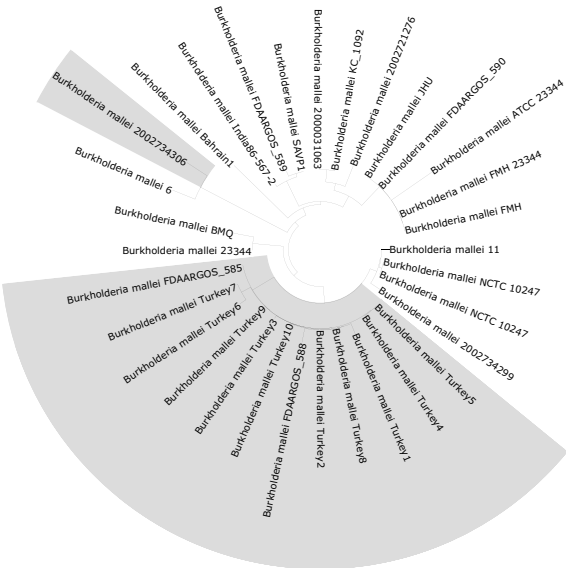 Burkholderia mallei 2002734306
Burkholderia mallei Bahrain1
Burkholderia mallei India86-567-2
Burkholderia mallei FDAARGOS_589
Burkholderia mallei SAVP1
Burkholderia mallei 2000031063
Burkholderia mallei KC_1092
Burkholderia mallei 2002721276
Burkholderia mallei JHU
Burkholderia mallei FDAARGOS_590
Burkholderia mallei ATCC 23344
Burkholderia mallei FMH 23344
Burkholderia mallei FMH
Burkholderia mallei 11
Burkholderia mallei NCTC 10247
Burkholderia mallei NCTC 10247
Burkholderia mallei 2002734299
Burkholderia mallei Turkey5
Burkholderia mallei Turkey4
Burkholderia mallei Turkey1
Burkholderia mallei Turkey8
Burkholderia mallei Turkey2
Burkholderia mallei FDAARGOS_588
Burkholderia mallei Turkey10
Burkholderia mallei Turkey3
Burkholderia mallei Turkey9
Burkholderia mallei Turkey6
Burkholderia mallei Turkey7
Burkholderia mallei FDAARGOS_585
Burkholderia mallei 23344
Burkholderia mallei BMQ
Burkholderia mallei 6